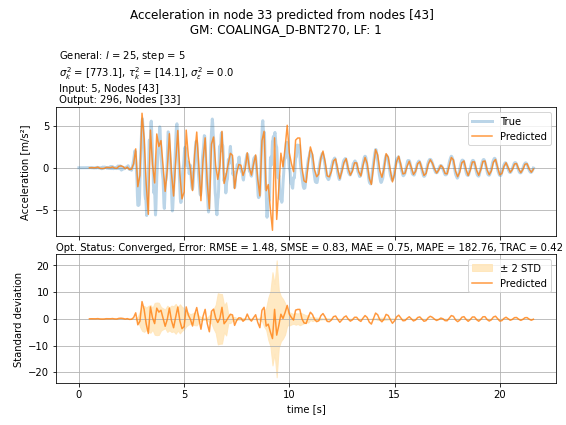 Acceleration in node 33 predicted from nodes [43]
GM: COALINGA_D-BNT270, LF: 1
General: l = 25, step = 5
σ²ₖ = [773.1], τ²ₖ = [14.1], σ²ε = 0.0
Input: 5, Nodes [43]
Output: 296, Nodes [33]
Acceleration [m/s²]
5
0
−5
True
Predicted
Opt. Status: Converged, Error: RMSE = 1.48, SMSE = 0.83, MAE = 0.75, MAPE = 182.76, TRAC = 0.42
Standard deviation
20
10
0
−10
−20
± 2 STD
Predicted
0 5 10 15 20
time [s]